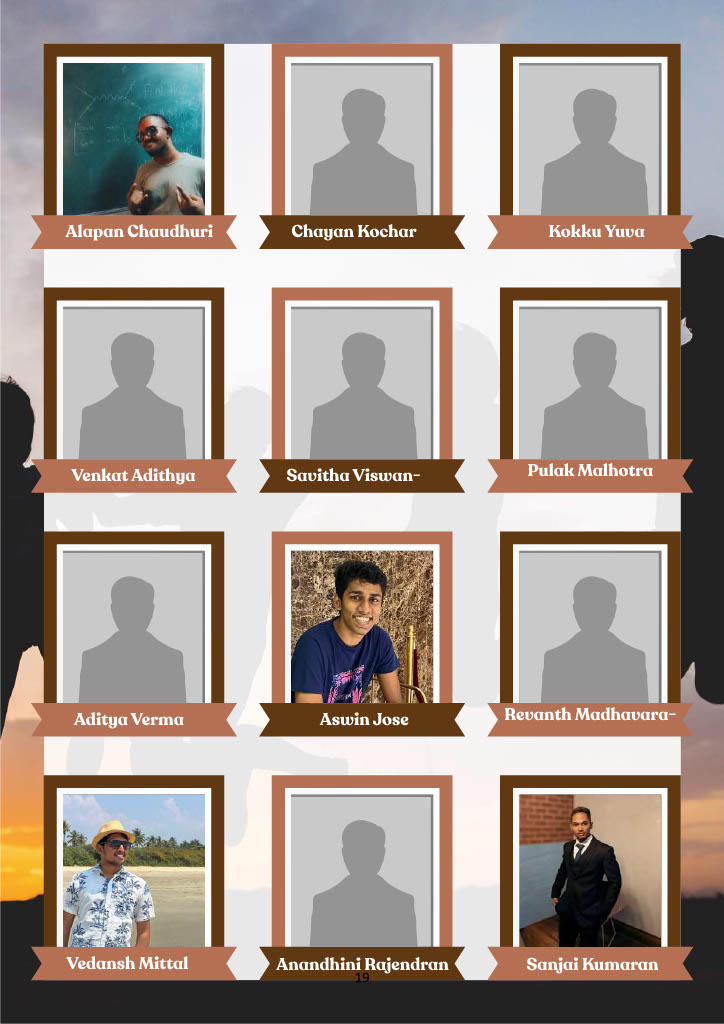 Alapan Chaudhuri
Chayan Kochar
Kokku Yuva
Venkat Adithya
Savitha Viswan-
Pulak Malhotra
Aditya Verma
Aswin Jose
Revanth Madhavara-
Vedansh Mittal
Anandhini Rajendran
Sanjai Kumaran
19